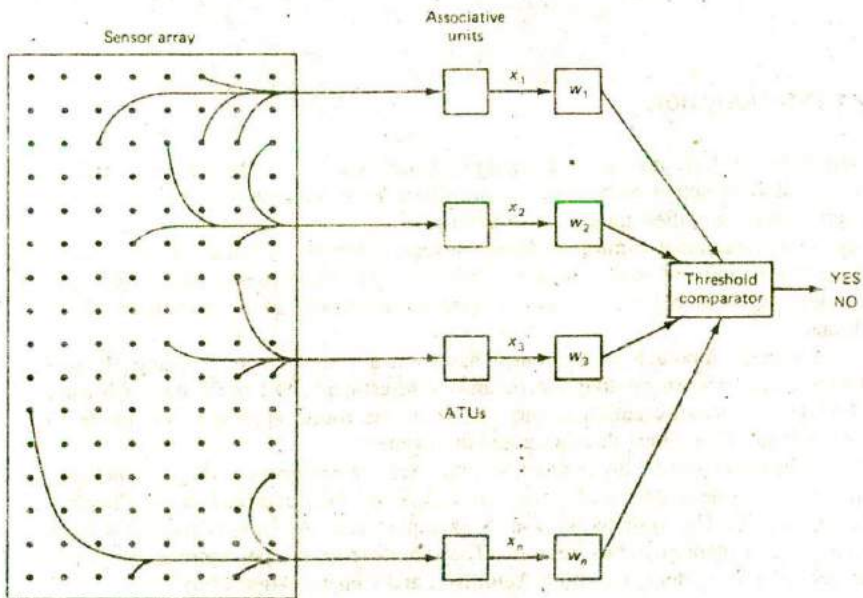 Sensor array
Associative
units
x1
w1
x2
w2
Threshold
comparator
YES
NO
x3
w3
ATUs
xn
wn